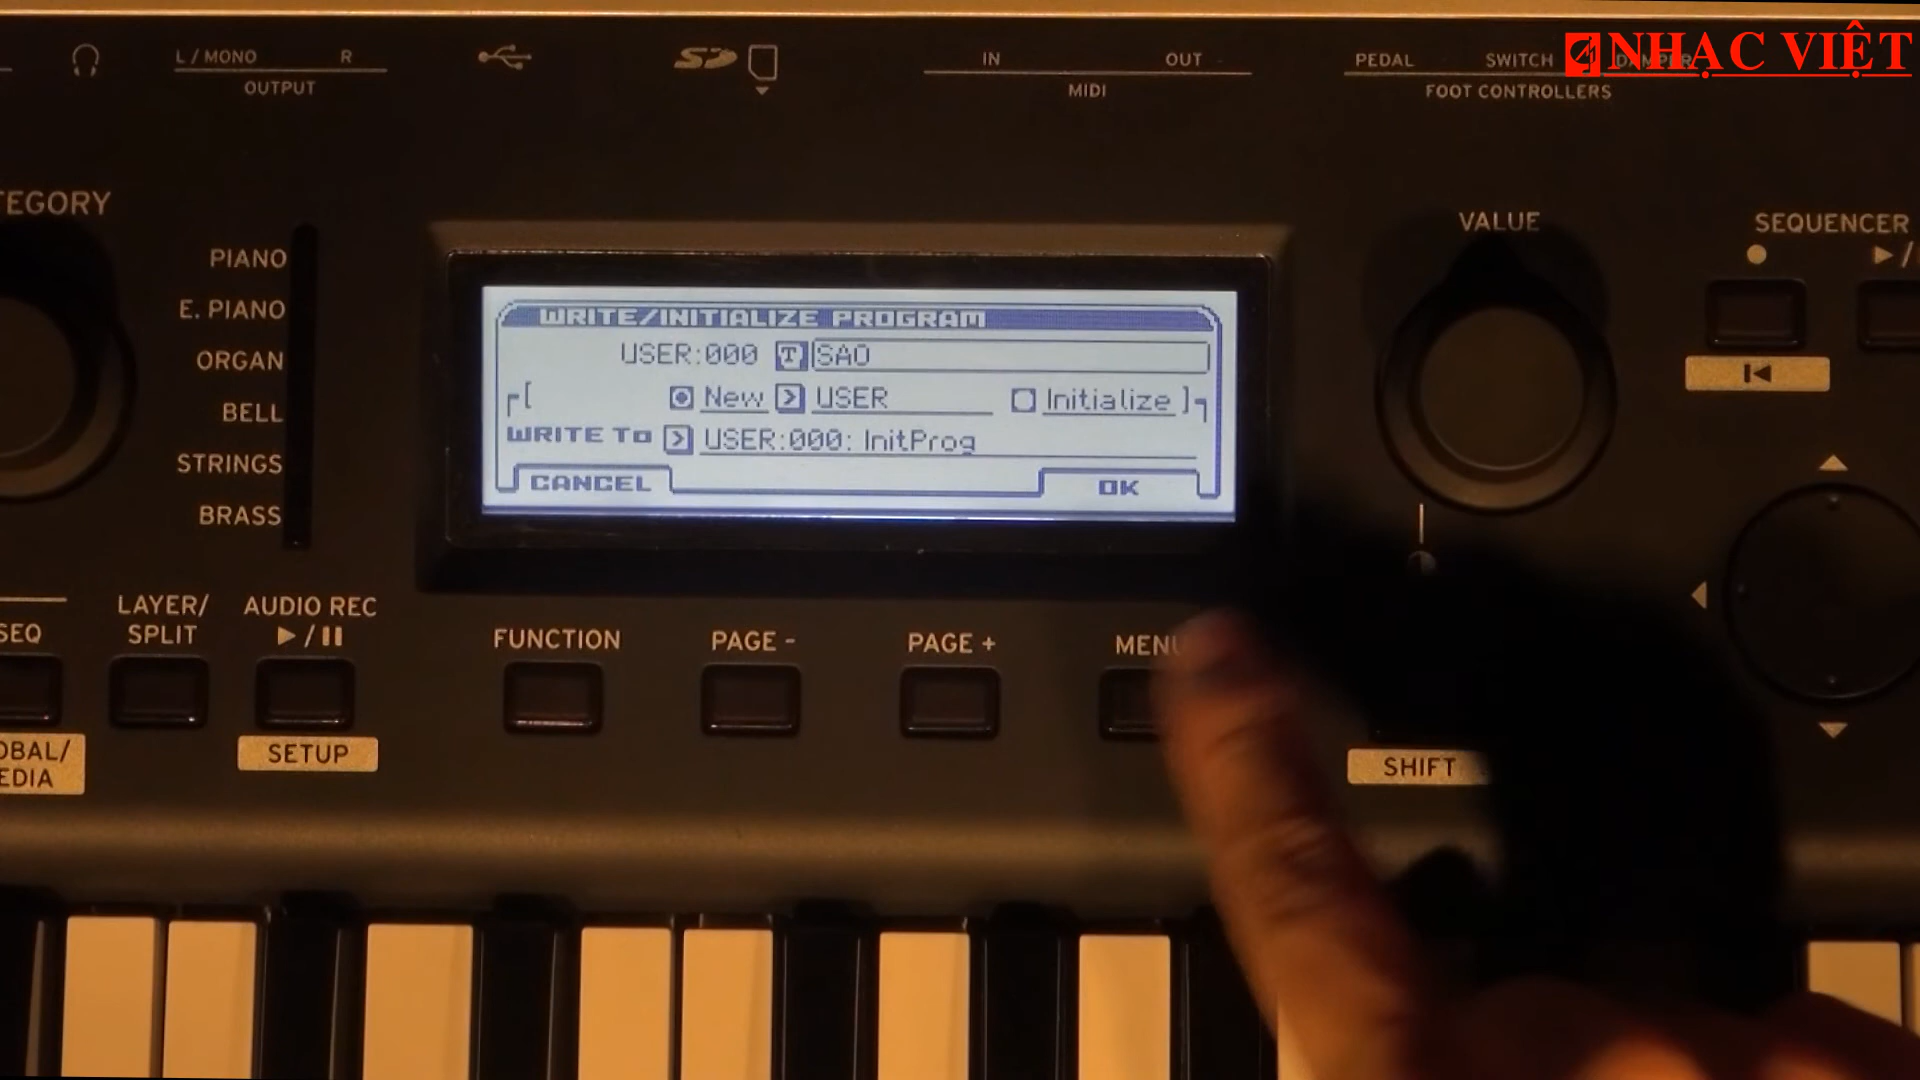 L / MONO R
OUTPUT
IN OUT
MIDI
PEDAL SWITCH DAMPER
FOOT CONTROLLERS
NHẠC VIỆT
TEGORY
PIANO
E. PIANO
ORGAN
BELL
STRINGS
BRASS
WRITE/INITIALIZE PROGRAM
USER:000 T SAO
[ New > USER Initialize ]
WRITE TO > USER:000: InitProg
CANCEL OK
VALUE
SEQUENCER
SEQ
LAYER/
SPLIT
AUDIO REC
FUNCTION
PAGE -
PAGE +
MENU
OBAL/
EDIA
SETUP
SHIFT